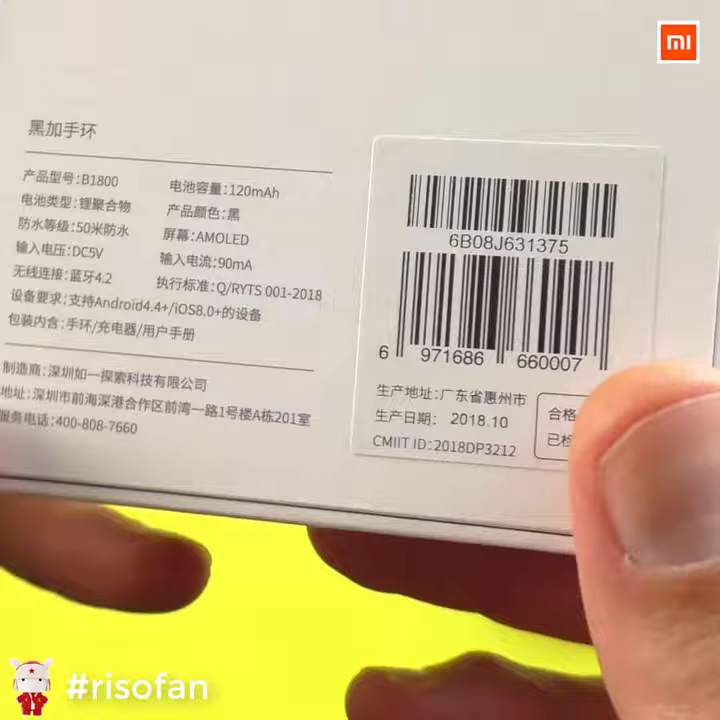 mi
黑加手环
产品型号:B1800
电池容量:120mAh
电池类型:锂聚合物
产品颜色:黑
防水等级:50米防水
屏幕:AMOLED
输入电压:DC5V
输入电流:90mA
无线连接:蓝牙4.2
执行标准:Q/RYTS 001-2018
设备要求:支持Android4.4+/iOS8.0+的设备
包装内含:手环/充电器/用户手册
制造商:深圳如一探索科技有限公司
地址:深圳市前海深港合作区前湾一路1号楼A栋201室
服务电话:400-808-7660
6B08J631375
6 971686 660007
生产地址:广东省惠州市
生产日期: 2018.10
CMIIT ID:2018DP3212
合格
已检
#risofan